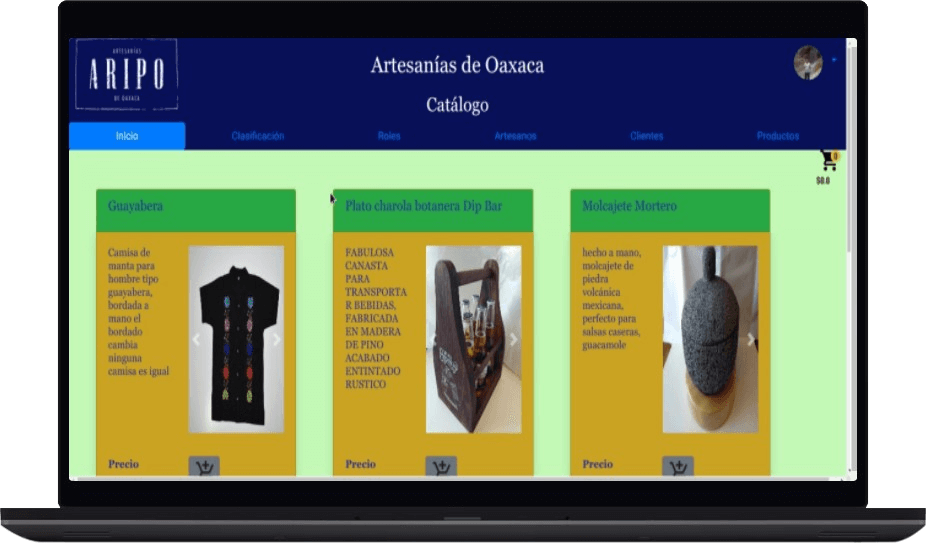 ARTESANÍAS
ARIPO
DE OAXACA
Artesanías de Oaxaca
Catálogo
Inicio
Clasificación
Roles
Artesanos
Clientes
Productos
0
$0.0
Guayabera
Camisa de
manta para
hombre tipo
guayabera,
bordada a
mano el
bordado
cambia
ninguna
camisa es igual
Precio
Plato charola botanera Dip Bar
FABULOSA
CANASTA
PARA
TRANSPORTA
R BEBIDAS,
FABRICADA
EN MADERA
DE PINO
ACABADO
ENTINTADO
RUSTICO
Precio
Molcajete Mortero
hecho a mano,
molcajete de
piedra
volcánica
mexicana,
perfecto para
salsas caseras,
guacamole
Precio